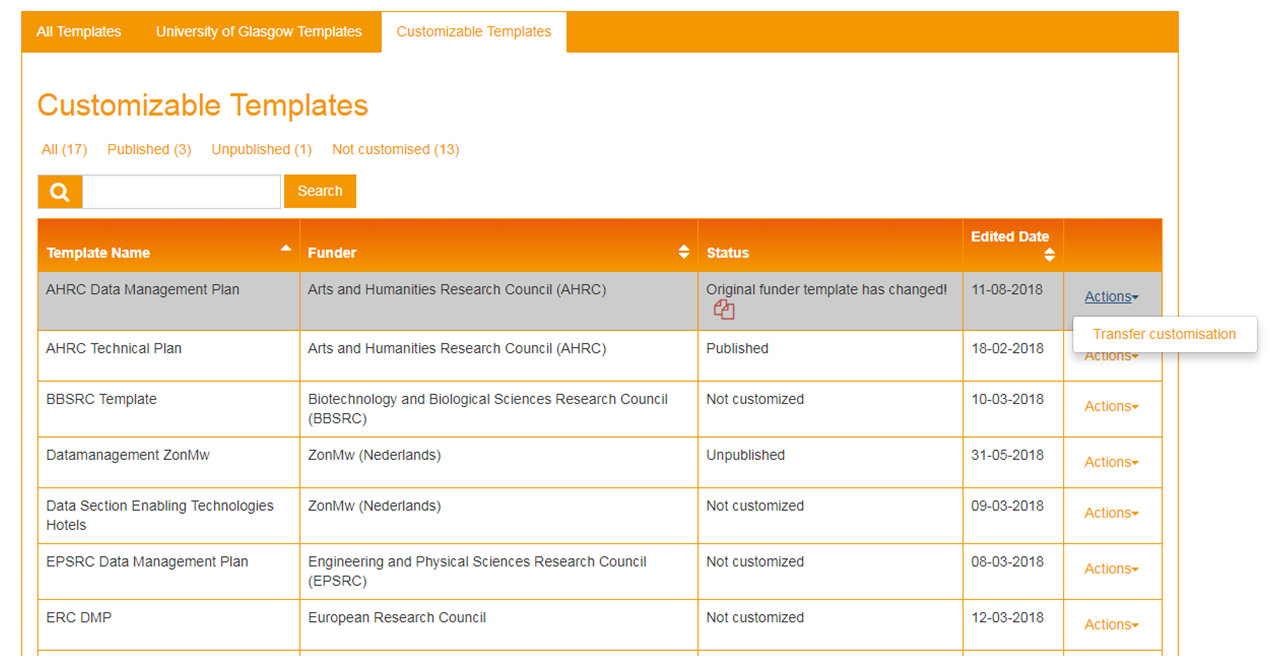 All Templates University of Glasgow Templates Customizable Templates
Customizable Templates
All (17) Published (3) Unpublished (1) Not customised (13)
Search
Template Name Funder Status Edited Date
AHRC Data Management Plan Arts and Humanities Research Council (AHRC) Original funder template has changed! 11-08-2018 Actions
Transfer customisation
AHRC Technical Plan Arts and Humanities Research Council (AHRC) Published 18-02-2018 Actions
BBSRC Template Biotechnology and Biological Sciences Research Council
(BBSRC) Not customized 10-03-2018 Actions
Datamanagement ZonMw ZonMw (Nederlands) Unpublished 31-05-2018 Actions
Data Section Enabling Technologies
Hotels ZonMw (Nederlands) Not customized 09-03-2018 Actions
EPSRC Data Management Plan Engineering and Physical Sciences Research Council
(EPSRC) Not customized 08-03-2018 Actions
ERC DMP European Research Council Not customized 12-03-2018 Actions